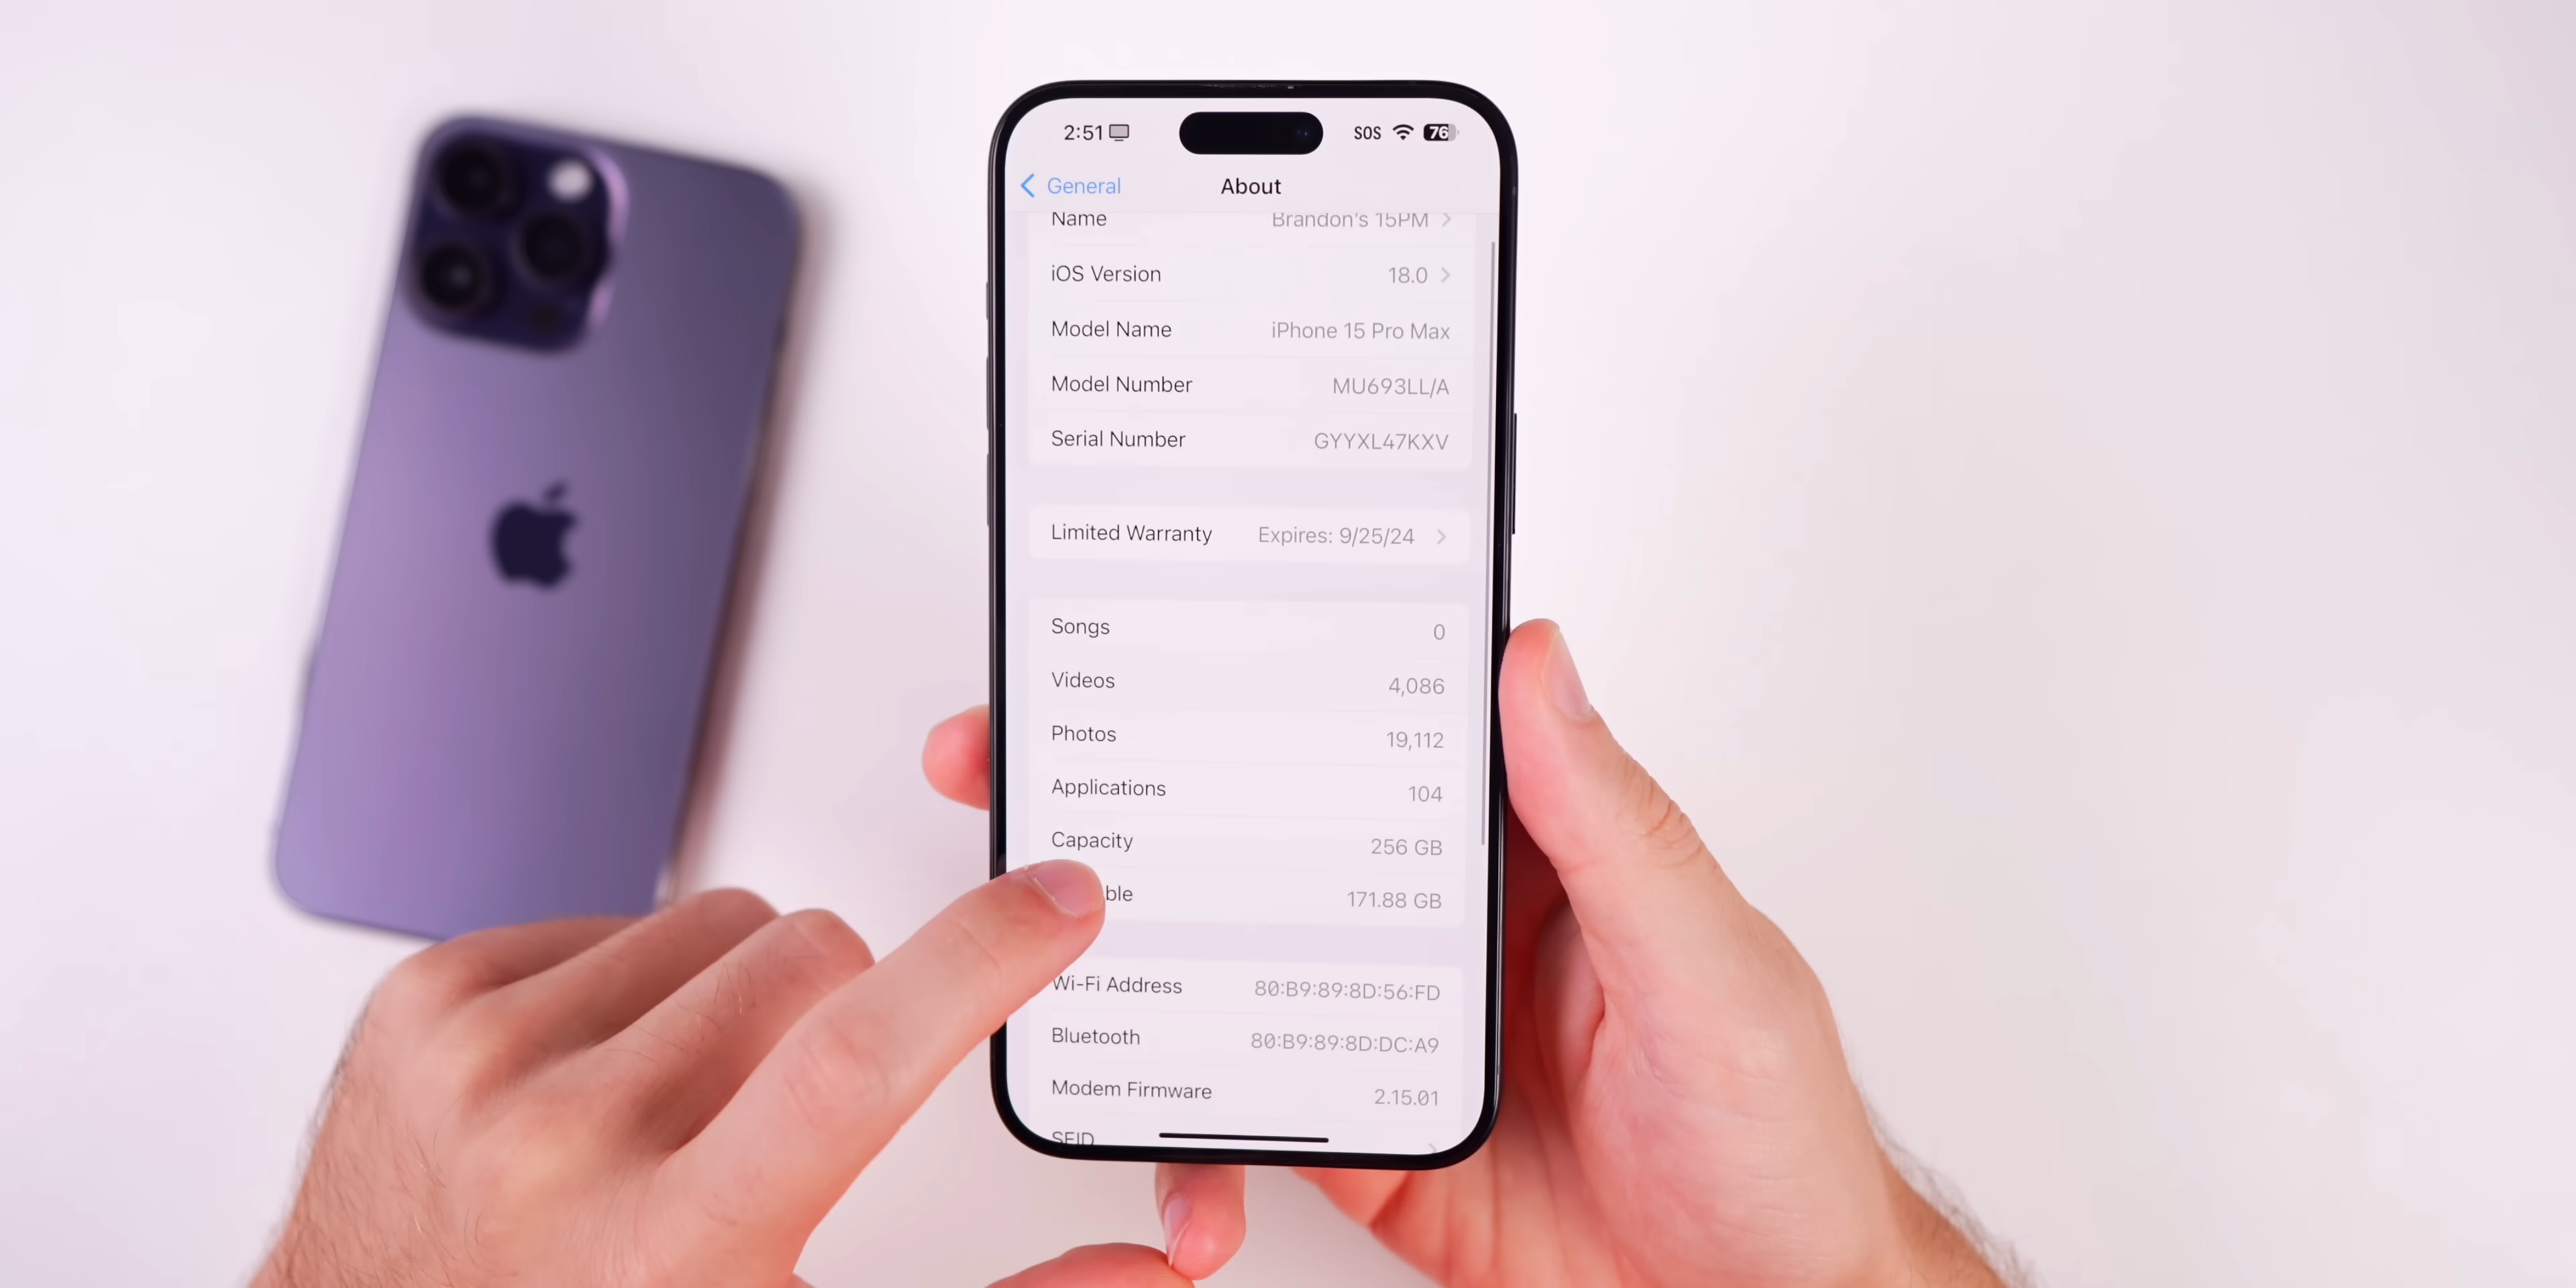 2:51 SOS 76
General About
Name Brandon's 15PM
iOS Version 18.0
Model Name iPhone 15 Pro Max
Model Number MU693LL/A
Serial Number GYYXL47KXV
Limited Warranty Expires: 9/25/24
Songs 0
Videos 4,086
Photos 19,112
Applications 104
Capacity 256 GB
ble 171.88 GB
Wi-Fi Address 80:B9:89:8D:56:FD
Bluetooth 80:B9:89:8D:DC:A9
Modem Firmware 2.15.01
SEID